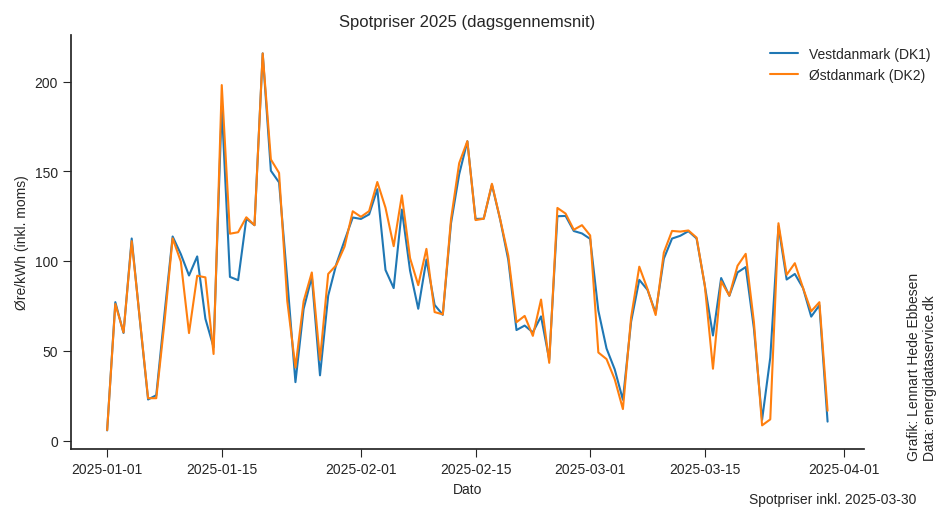 Spotpriser 2025 (dagsgennemsnit)
Vestdanmark (DK1)
Østdanmark (DK2)
Øre/kWh (inkl. moms)
200
150
100
50
0
2025-01-01
2025-01-15
2025-02-01
2025-02-15
2025-03-01
2025-03-15
2025-04-01
Dato
Grafik: Lennart Hede Ebbesen
Data: energidataservice.dk
Spotpriser inkl. 2025-03-30